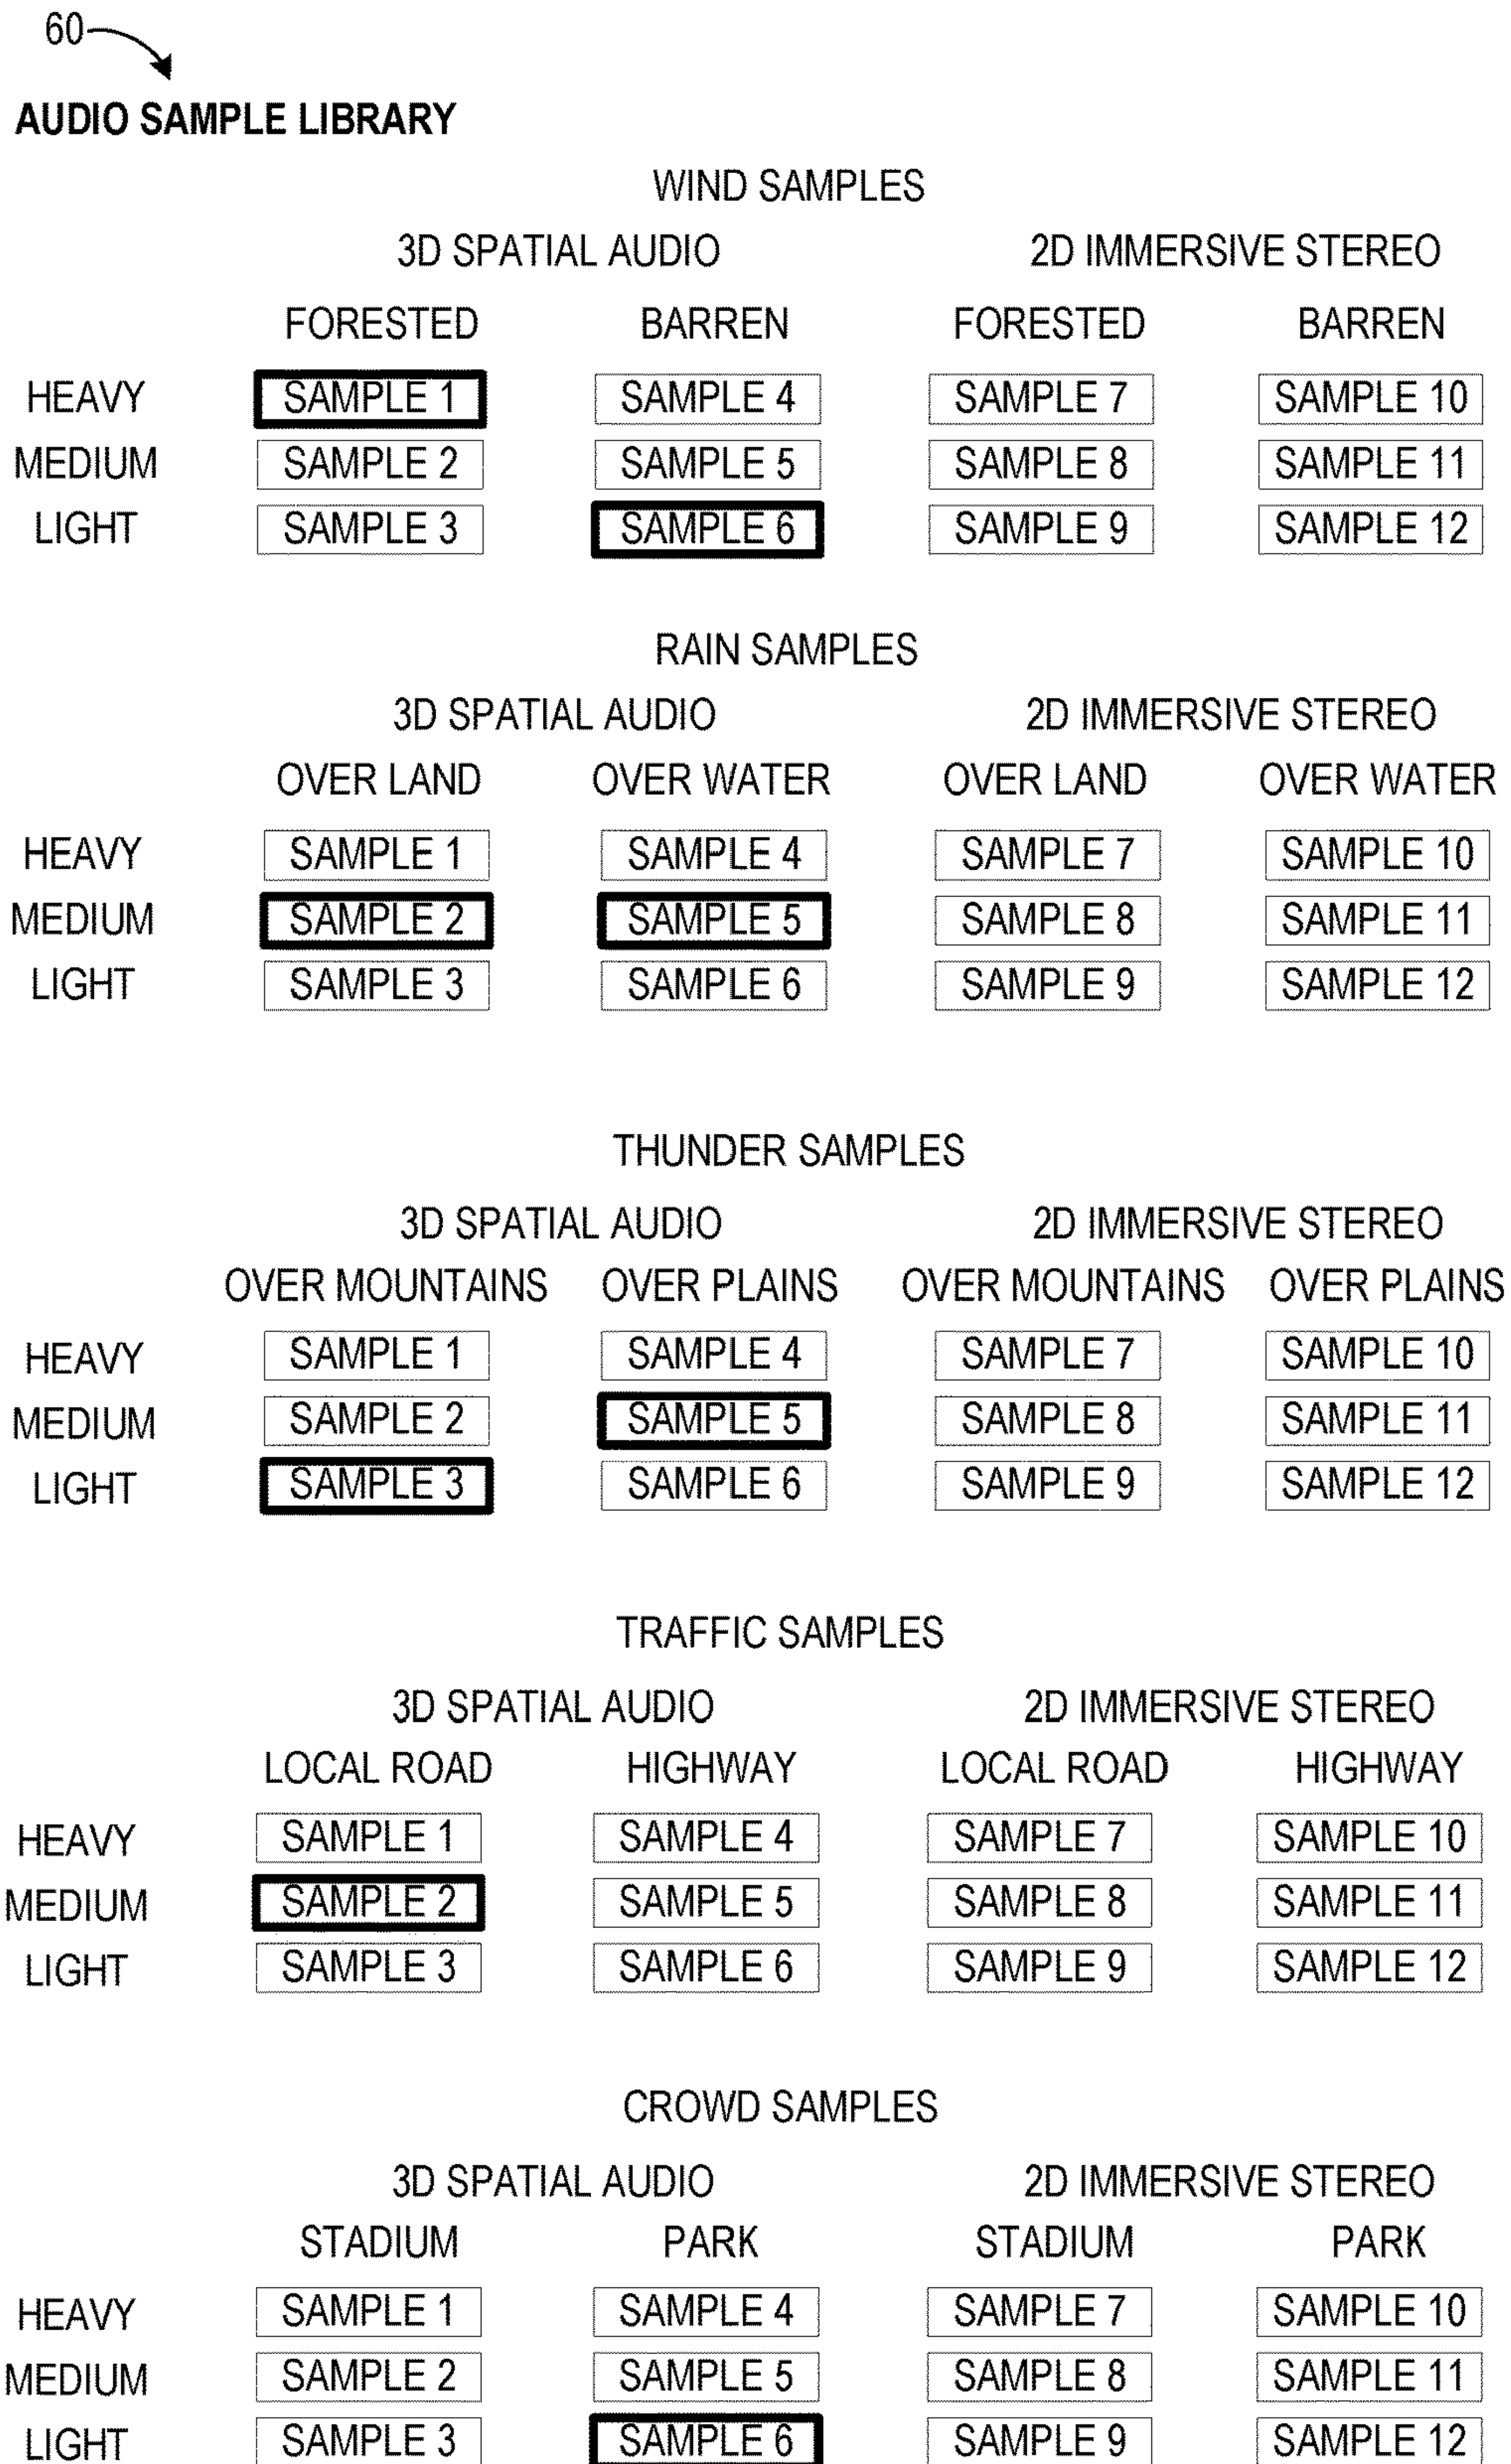 60
AUDIO SAMPLE LIBRARY
WIND SAMPLES
3D SPATIAL AUDIO 2D IMMERSIVE STEREO
FORESTED BARREN FORESTED BARREN
HEAVY SAMPLE 1 SAMPLE 4 SAMPLE 7 SAMPLE 10
MEDIUM SAMPLE 2 SAMPLE 5 SAMPLE 8 SAMPLE 11
LIGHT SAMPLE 3 SAMPLE 6 SAMPLE 9 SAMPLE 12
RAIN SAMPLES
3D SPATIAL AUDIO 2D IMMERSIVE STEREO
OVER LAND OVER WATER OVER LAND OVER WATER
HEAVY SAMPLE 1 SAMPLE 4 SAMPLE 7 SAMPLE 10
MEDIUM SAMPLE 2 SAMPLE 5 SAMPLE 8 SAMPLE 11
LIGHT SAMPLE 3 SAMPLE 6 SAMPLE 9 SAMPLE 12
THUNDER SAMPLES
3D SPATIAL AUDIO 2D IMMERSIVE STEREO
OVER MOUNTAINS OVER PLAINS OVER MOUNTAINS OVER PLAINS
HEAVY SAMPLE 1 SAMPLE 4 SAMPLE 7 SAMPLE 10
MEDIUM SAMPLE 2 SAMPLE 5 SAMPLE 8 SAMPLE 11
LIGHT SAMPLE 3 SAMPLE 6 SAMPLE 9 SAMPLE 12
TRAFFIC SAMPLES
3D SPATIAL AUDIO 2D IMMERSIVE STEREO
LOCAL ROAD HIGHWAY LOCAL ROAD HIGHWAY
HEAVY SAMPLE 1 SAMPLE 4 SAMPLE 7 SAMPLE 10
MEDIUM SAMPLE 2 SAMPLE 5 SAMPLE 8 SAMPLE 11
LIGHT SAMPLE 3 SAMPLE 6 SAMPLE 9 SAMPLE 12
CROWD SAMPLES
3D SPATIAL AUDIO 2D IMMERSIVE STEREO
STADIUM PARK STADIUM PARK
HEAVY SAMPLE 1 SAMPLE 4 SAMPLE 7 SAMPLE 10
MEDIUM SAMPLE 2 SAMPLE 5 SAMPLE 8 SAMPLE 11
LIGHT SAMPLE 3 SAMPLE 6 SAMPLE 9 SAMPLE 12